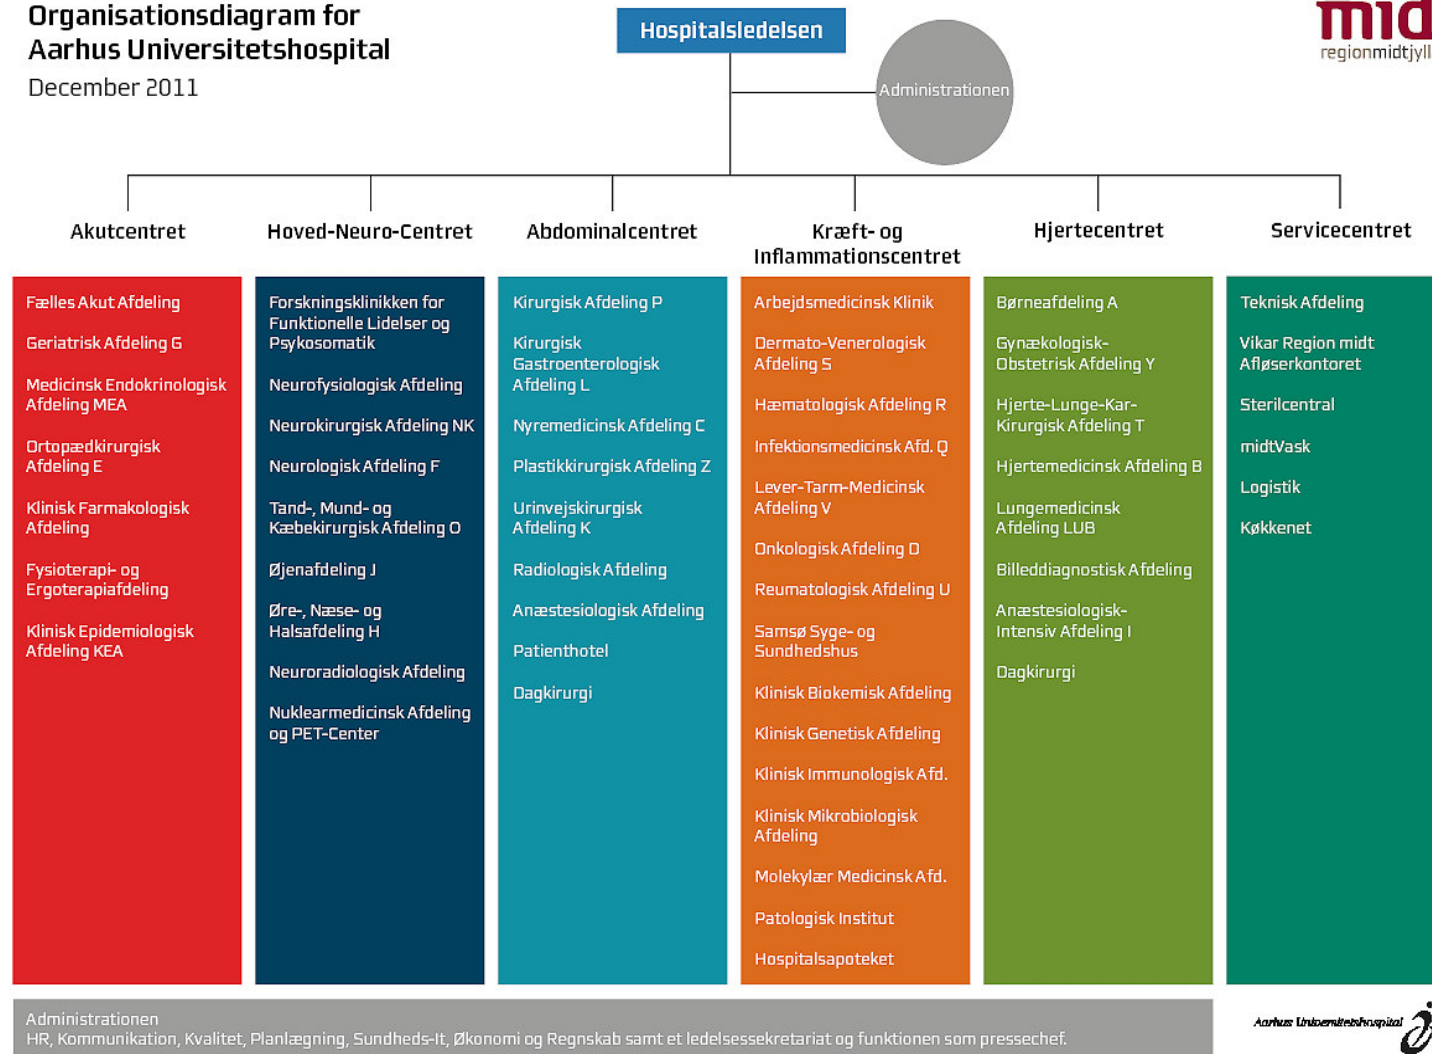 Organisationsdiagram for
Aarhus Universitetshospital
December 2011
Hospitalsledelsen
Administrationen
mid
regionmidtjyll
Akutcentret
Fælles Akut Afdeling
Geriatrisk Afdeling G
Medicinsk Endokrinologisk
Afdeling MEA
Ortopædkirurgisk
Afdeling E
Klinisk Farmakologisk
Afdeling
Fysioterapi- og
Ergoterapiafdeling
Klinisk Epidemiologisk
Afdeling KEA
Hoved-Neuro-Centret
Forskningsklinikken for
Funktionelle Lidelser og
Psykosomatik
Neurofysiologisk Afdeling
Neurokirurgisk Afdeling NK
Neurologisk Afdeling F
Tand-, Mund- og
Kæbekirurgisk Afdeling O
Øjenafdeling J
Øre-, Næse- og
Halsafdeling H
Neuroradiologisk Afdeling
Nuklearmedicinsk Afdeling
og PET-Center
Abdominalcentret
Kirurgisk Afdeling P
Kirurgisk
Gastroenterologisk
Afdeling L
Nyremedicinsk Afdeling C
Plastikkirurgisk Afdeling Z
Urinvejskirurgisk
Afdeling K
Radiologisk Afdeling
Anæstesiologisk Afdeling
Patienthotel
Dagkirurgi
Kræft- og
Inflammationscentret
Arbejdsmedicinsk Klinik
Dermato-Venerologisk
Afdeling S
Hæmatologisk Afdeling R
Infektionsmedicinsk Afd. Q
Lever-Tarm-Medicinsk
Afdeling V
Onkologisk Afdeling D
Reumatologisk Afdeling U
Samsø Syge- og
Sundhedshus
Klinisk Biokemisk Afdeling
Klinisk Genetisk Afdeling
Klinisk Immunologisk Afd.
Klinisk Mikrobiologisk
Afdeling
Molekylær Medicinsk Afd.
Patologisk Institut
Hospitalsapoteket
Hjertecentret
Børneafdeling A
Gynækologisk-
Obstetrisk Afdeling Y
Hjerte-Lunge-Kar-
Kirurgisk Afdeling T
Hjertemedicinsk Afdeling B
Lungemedicinsk
Afdeling LUB
Billeddiagnostisk Afdeling
Anæstesiologisk-
Intensiv Afdeling I
Dagkirurgi
Servicecentret
Teknisk Afdeling
Vikar Region midt
Afløserkontoret
Sterilcentral
midtVask
Logistik
Køkkenet
Administrationen
HR, Kommunikation, Kvalitet, Planlægning, Sundheds-It, Økonomi og Regnskab samt et ledelsessekretariat og funktionen som pressechef.
Aarhus Universitetshospital